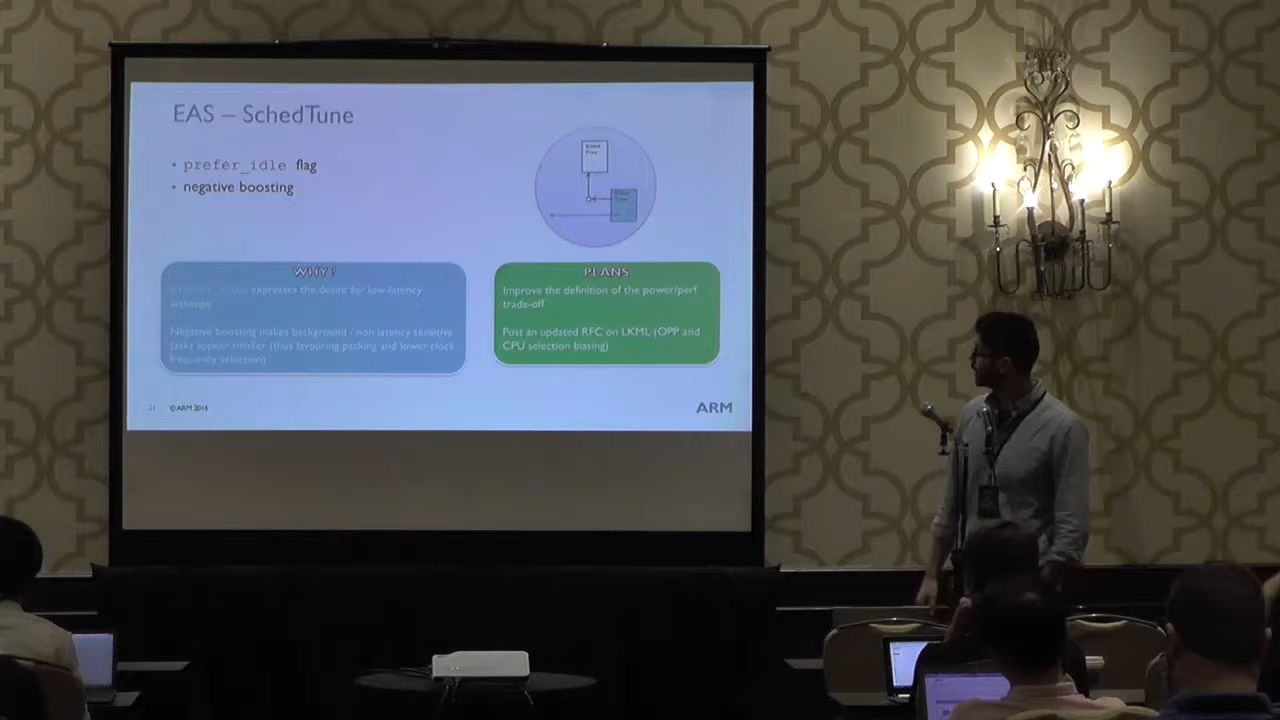 EAS – SchedTune
• prefer_idle flag
• negative boosting
WHY?
expresses the desire for low-latency
wakeups
Negative boosting makes background / non latency sensitive
tasks appear smaller (thus favouring packing and lower clock
frequency selection)
PLANS
Improve the definition of the power/perf
trade-off
Post an updated RFC on LKML (OPP and
CPU selection biasing)
21 ©ARM 2016
ARM